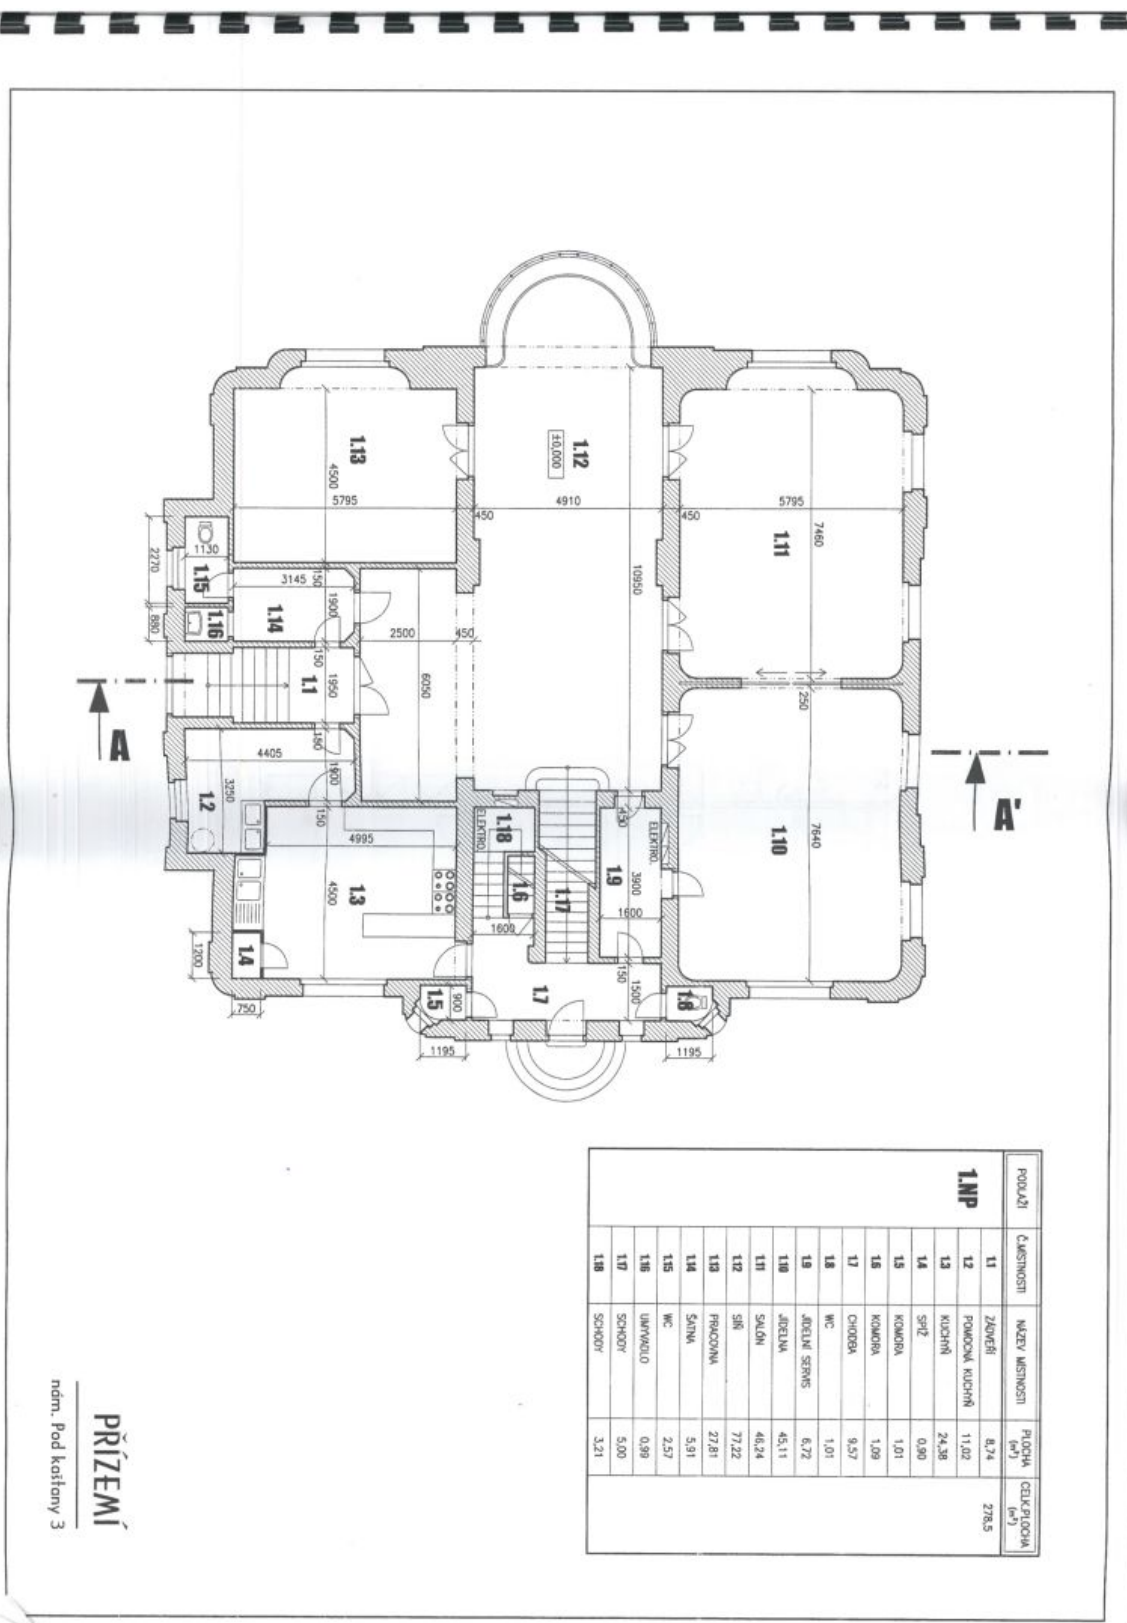 PODLAŽÍ Č.MÍSTNOSTI NÁZEV MÍSTNOSTI PLOCHA (m²) CELK.PLOCHA (m²)
1.NP 1.1 ZÁDVEŘÍ 8,74 278,5
1.2 POMOCNÁ KUCHYŇ 11,02
1.3 KUCHYŇ 24,38
1.4 SPÍŽ 0,90
1.5 KOMORA 1,01
1.6 KOMORA 1,09
1.7 CHODBA 9,57
1.8 WC 1,01
1.9 JÍDELNÍ SERVIS 6,72
1.10 JÍDELNA 45,11
1.11 SALÓN 46,24
1.12 SÍŇ 77,22
1.13 PRACOVNA 27,81
1.14 ŠATNA 5,91
1.15 WC 2,57
1.16 UMYVADLO 0,99
1.17 SCHODY 5,00
1.18 SCHODY 3,21
PŘÍZEMÍ
nám. Pod kaštany 3
A'
A
1.11
5795
7460
450
250
1.10
7640
1.12
±0,000
4910
10950
450
1.13
4500
5795
1.15
1130
2270
1.16
880
1.14
3145
150
1900
2500
450
6050
1.1
150
1950
180
1.2
4405
3250
1900
150
1.3
4995
4500
1.4
1200
750
1.18
ELEKTRO.
1.6
1600
1.17
1.9
ELEKTRO.
450
3900
1600
150
1500
1.7
1.5
900
1195
1.8
1195